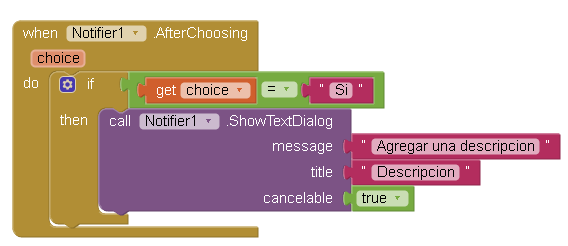 when Notifier1 .AfterChoosing
choice
do if get choice = " Si "
then call Notifier1 .ShowTextDialog
message " Agregar una descripcion "
title " Descripcion "
cancelable true